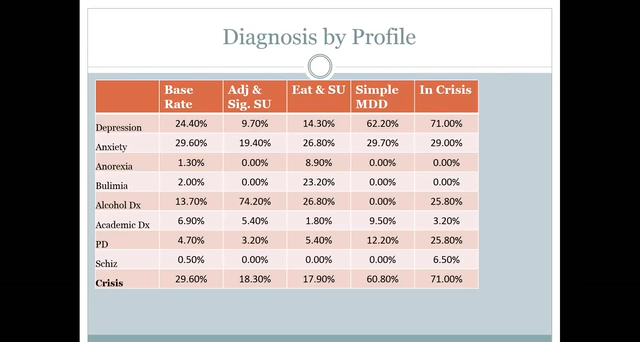 Diagnosis by Profile
Base Rate Adj & Sig. SU Eat & SU Simple MDD In Crisis
Depression 24.40% 9.70% 14.30% 62.20% 71.00%
Anxiety 29.60% 19.40% 26.80% 29.70% 29.00%
Anorexia 1.30% 0.00% 8.90% 0.00% 0.00%
Bulimia 2.00% 0.00% 23.20% 0.00% 0.00%
Alcohol Dx 13.70% 74.20% 26.80% 0.00% 25.80%
Academic Dx 6.90% 5.40% 1.80% 9.50% 3.20%
PD 4.70% 3.20% 5.40% 12.20% 25.80%
Schiz 0.50% 0.00% 0.00% 0.00% 6.50%
Crisis 29.60% 18.30% 17.90% 60.80% 71.00%